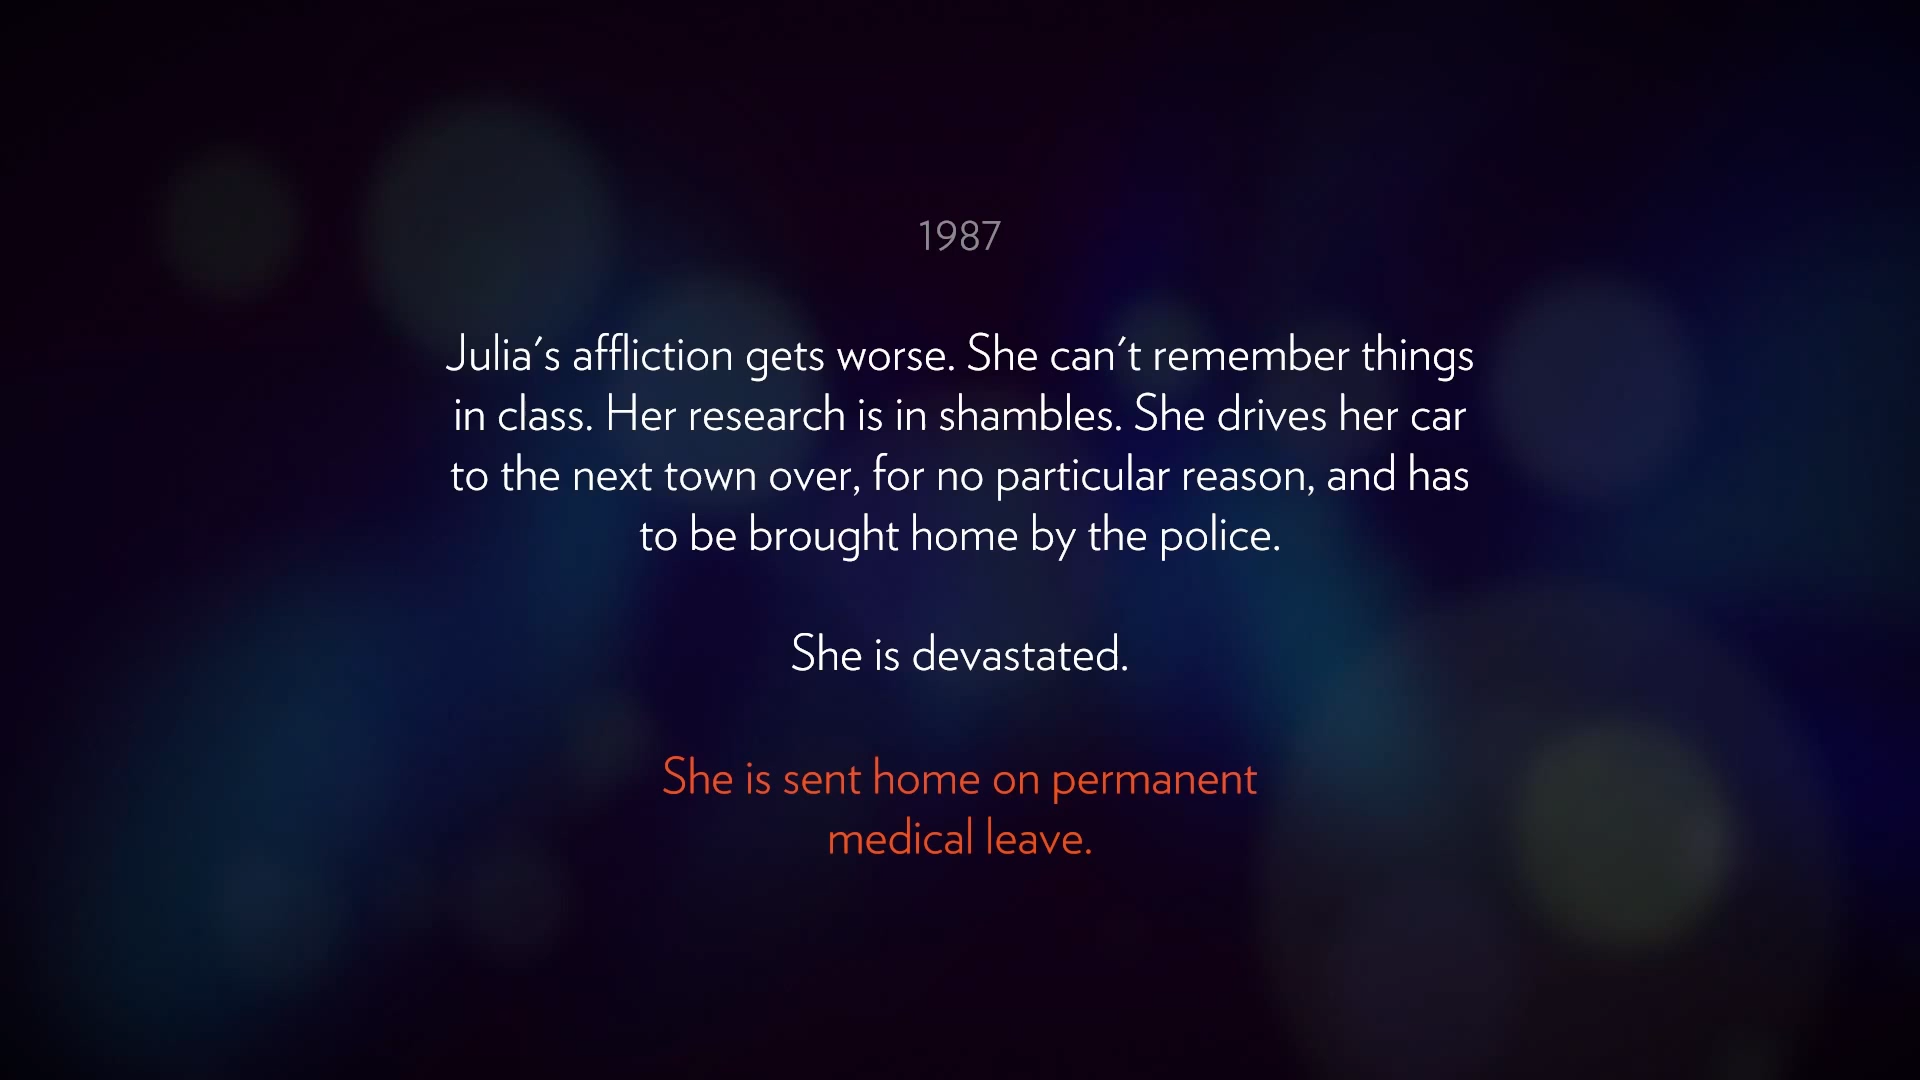 1987
Julia's affliction gets worse. She can't remember things
in class. Her research is in shambles. She drives her car
to the next town over, for no particular reason, and has
to be brought home by the police.
She is devastated.
She is sent home on permanent
medical leave.